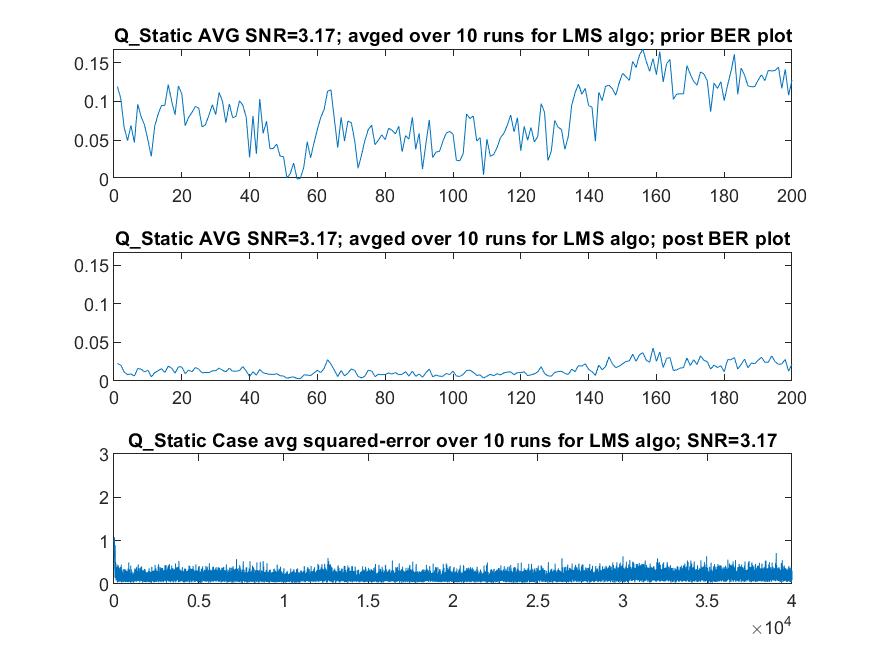 Q_Static AVG SNR=3.17; avged over 10 runs for LMS algo; prior BER plot
0.15
0.1
0.05
0
0 20 40 60 80 100 120 140 160 180 200
Q_Static AVG SNR=3.17; avged over 10 runs for LMS algo; post BER plot
0.15
0.1
0.05
0
0 20 40 60 80 100 120 140 160 180 200
Q_Static Case avg squared-error over 10 runs for LMS algo; SNR=3.17
3
2
1
0
0 0.5 1 1.5 2 2.5 3 3.5 4
×10⁴